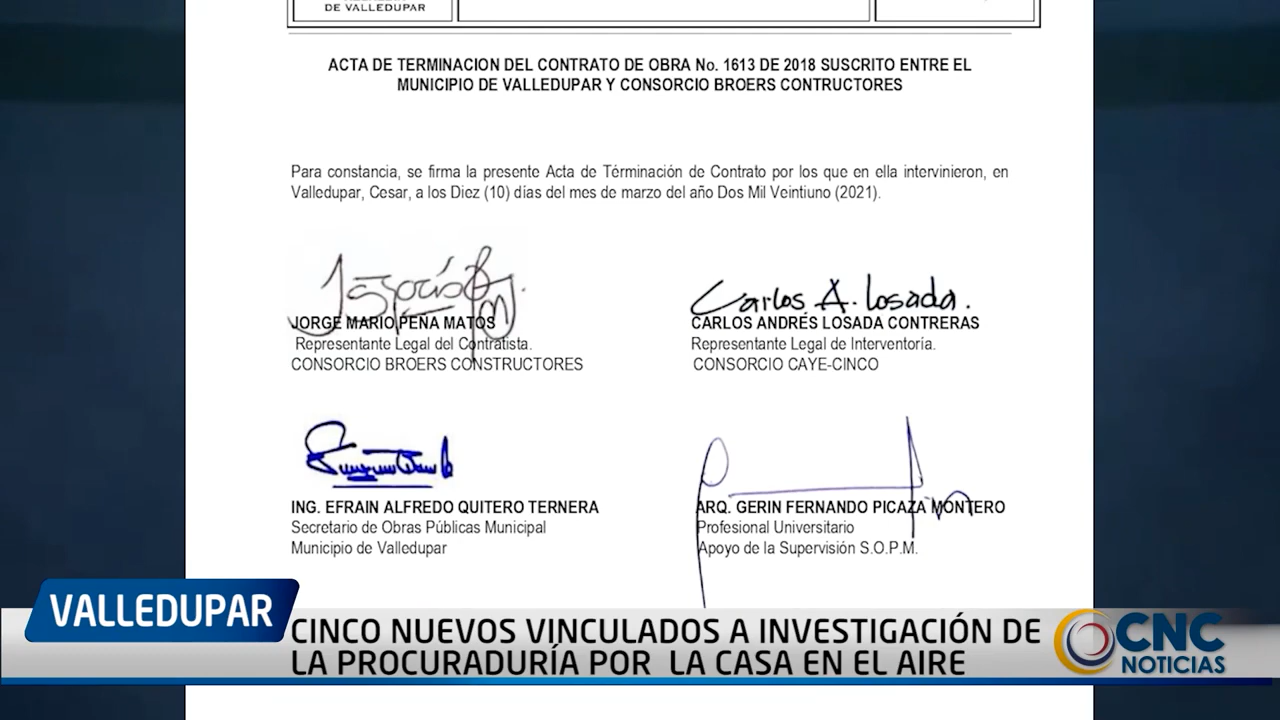 DE VALLEDUPAR
ACTA DE TERMINACION DEL CONTRATO DE OBRA No. 1613 DE 2018 SUSCRITO ENTRE EL
MUNICIPIO DE VALLEDUPAR Y CONSORCIO BROERS CONTRUCTORES
Para constancia, se firma la presente Acta de Términación de Contrato por los que en ella intervinieron, en
Valledupar, Cesar, a los Diez (10) días del mes de marzo del año Dos Mil Veintiuno (2021).
Carlos A. Losada.
JORGE MARIO PEÑA MATOS
Representante Legal del Contratista.
CONSORCIO BROERS CONSTRUCTORES
CARLOS ANDRÉS LOSADA CONTRERAS
Representante Legal de Interventoría.
CONSORCIO CAYE-CINCO
ING. EFRAIN ALFREDO QUITERO TERNERA
Secretario de Obras Públicas Municipal
Municipio de Valledupar
ARQ. GERIN FERNANDO PICAZA MONTERO
Profesional Universitario
Apoyo de la Supervisión S.O.P.M.
VALLEDUPAR
CINCO NUEVOS VINCULADOS A INVESTIGACIÓN DE
LA PROCURADURÍA POR LA CASA EN EL AIRE
CNC
NOTICIAS